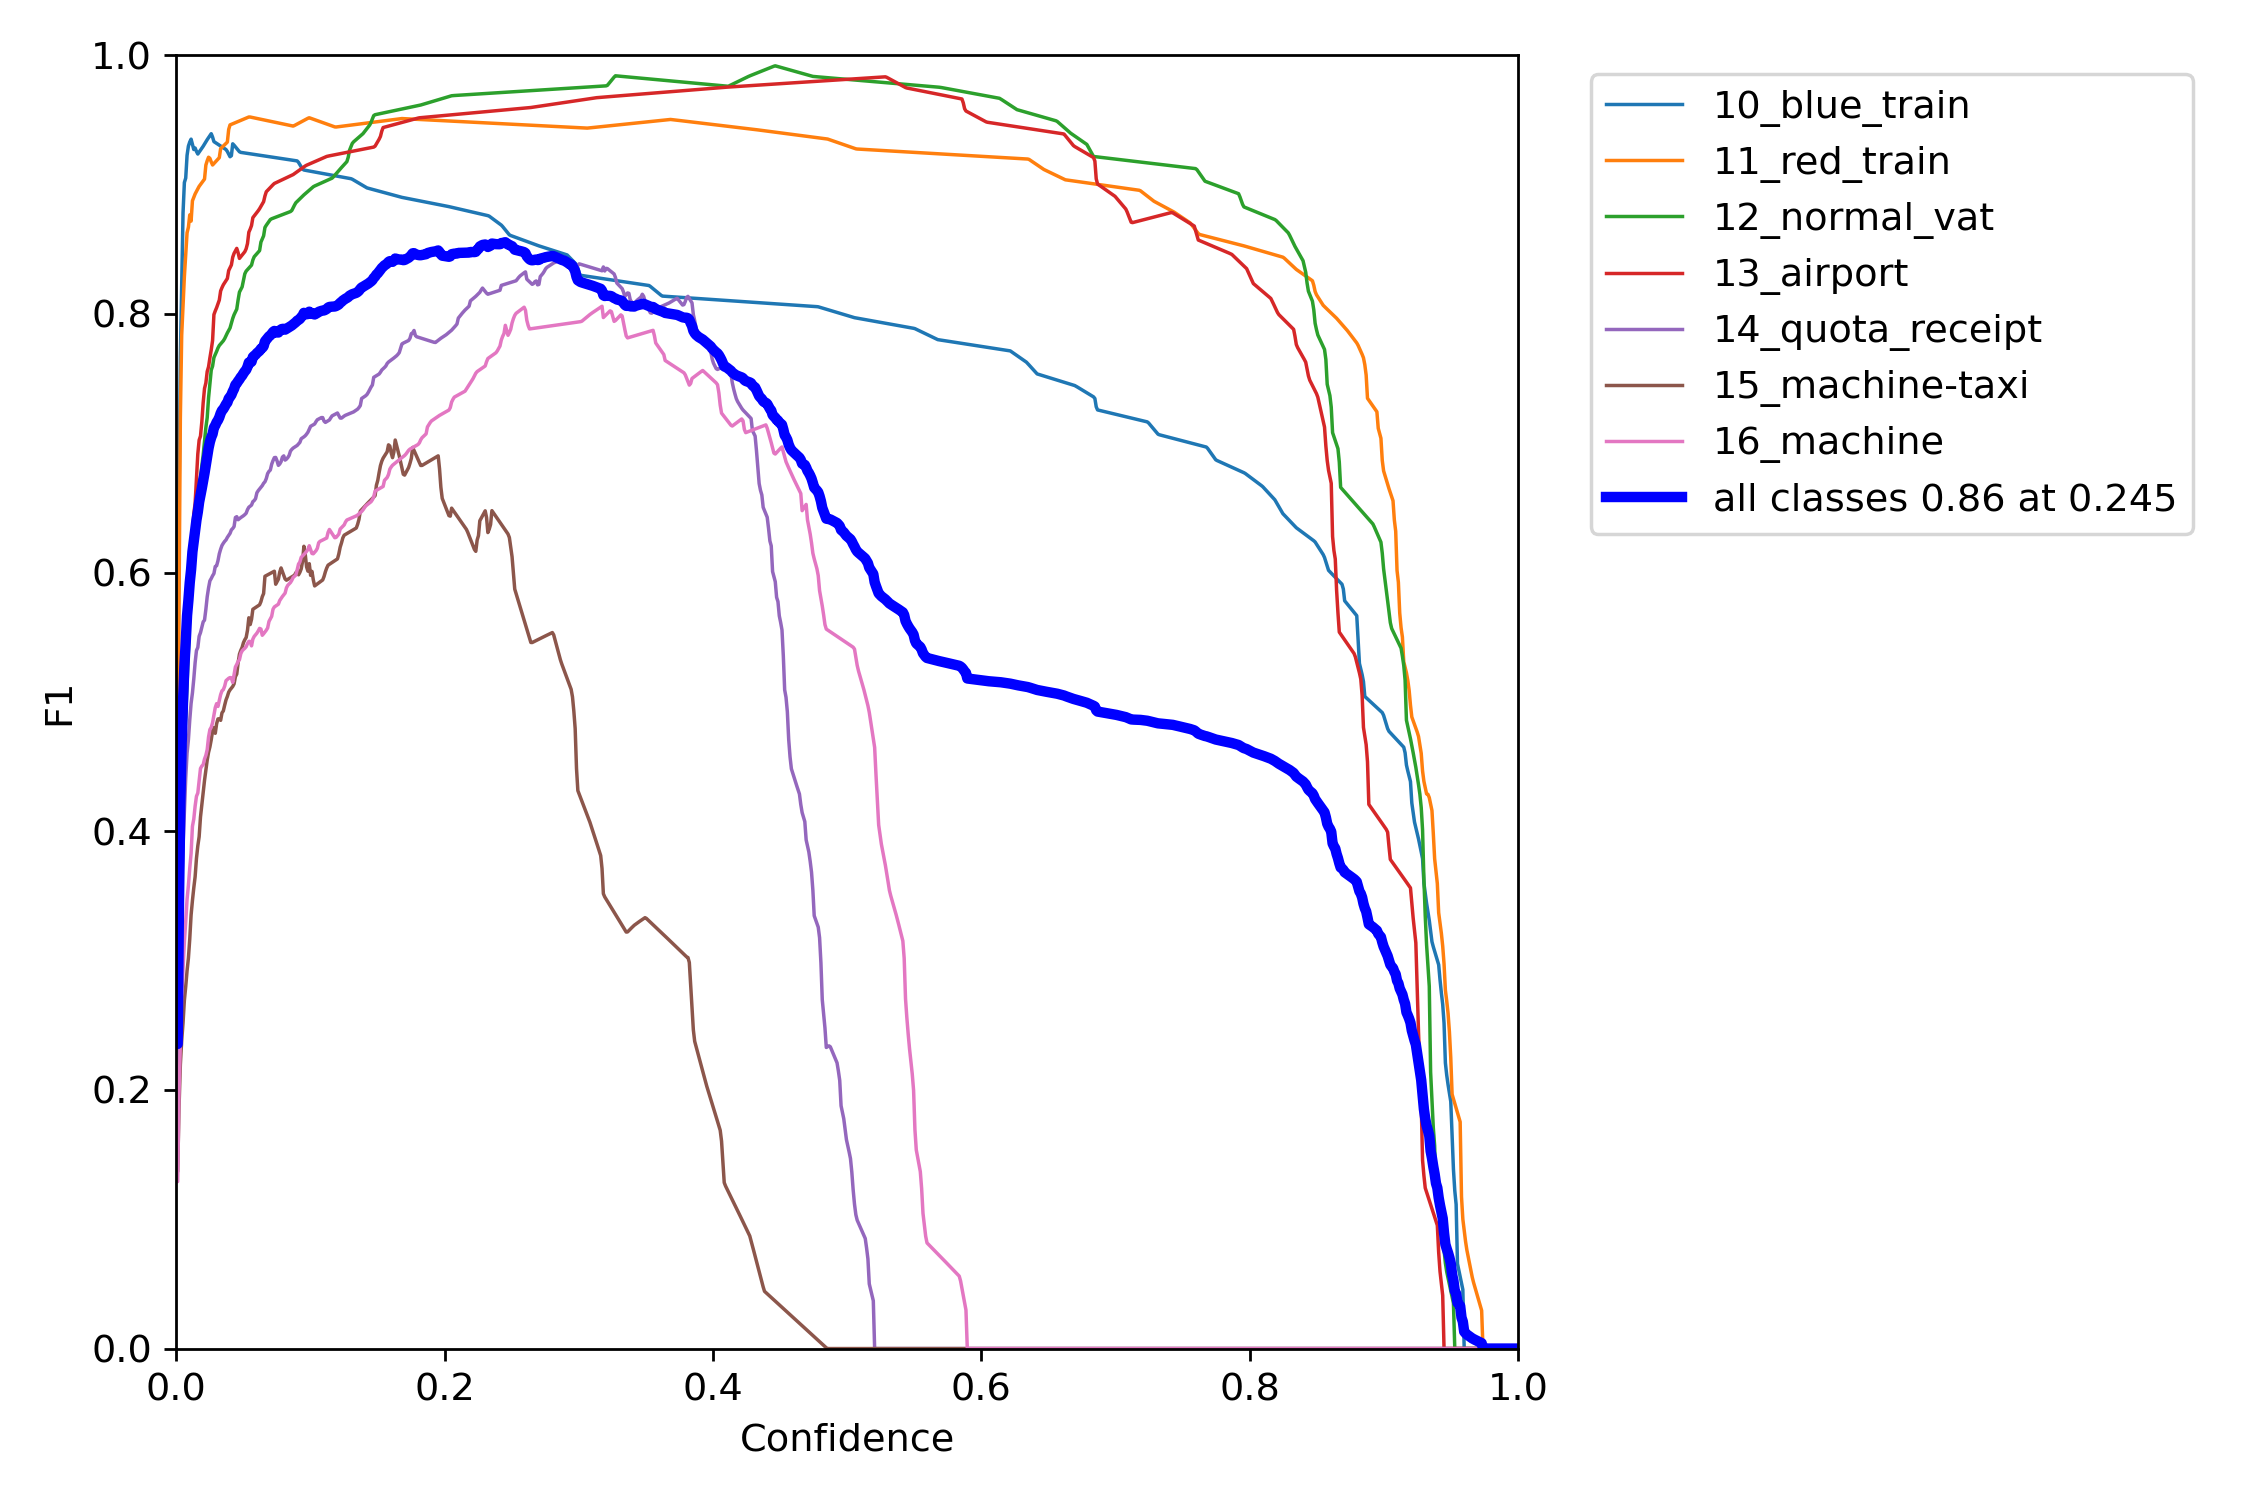 1.0
0.8
0.6
0.4
0.2
0.0
F1
0.0 0.2 0.4 0.6 0.8 1.0
Confidence
10_blue_train
11_red_train
12_normal_vat
13_airport
14_quota_receipt
15_machine-taxi
16_machine
all classes 0.86 at 0.245